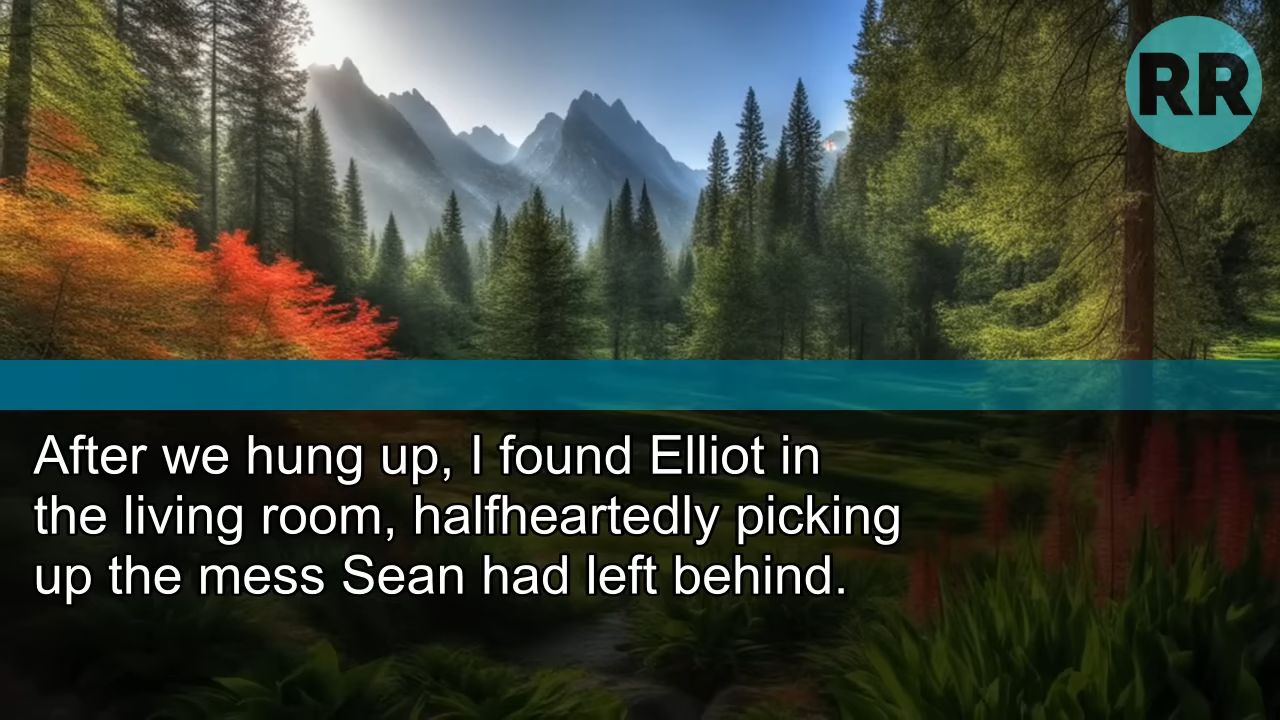 RR
After we hung up, I found Elliot in
the living room, halfheartedly picking
up the mess Sean had left behind.